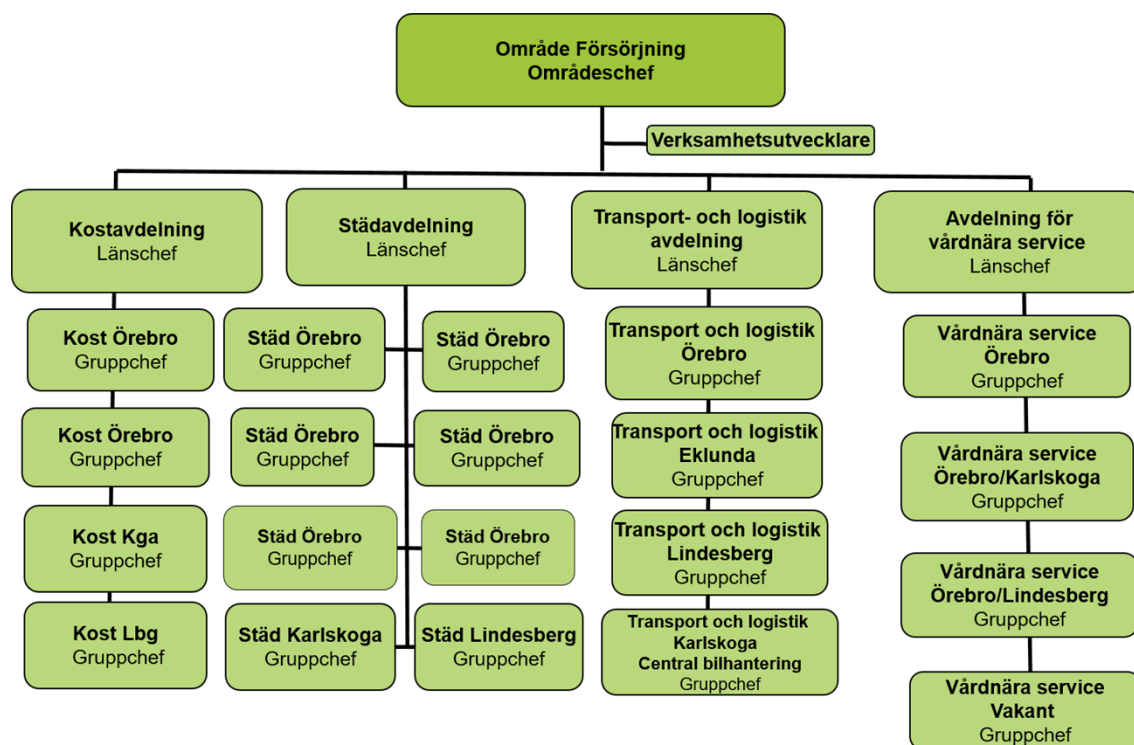 Område Försörjning
Områdeschef
Verksamhetsutvecklare
Kostavdelning
Länschef
Städavdelning
Länschef
Transport- och logistik
avdelning
Länschef
Avdelning för
vårdnära service
Länschef
Kost Örebro
Gruppchef
Kost Örebro
Gruppchef
Kost Kga
Gruppchef
Kost Lbg
Gruppchef
Städ Örebro
Gruppchef
Städ Örebro
Gruppchef
Städ Örebro
Gruppchef
Städ Örebro
Gruppchef
Städ Örebro
Gruppchef
Städ Örebro
Gruppchef
Städ Karlskoga
Gruppchef
Städ Lindesberg
Gruppchef
Transport och logistik
Örebro
Gruppchef
Transport och logistik
Eklunda
Gruppchef
Transport och logistik
Lindesberg
Gruppchef
Transport och logistik
Karlskoga
Central bilhantering
Gruppchef
Vårdnära service
Örebro
Gruppchef
Vårdnära service
Örebro/Karlskoga
Gruppchef
Vårdnära service
Örebro/Lindesberg
Gruppchef
Vårdnära service
Vakant
Gruppchef